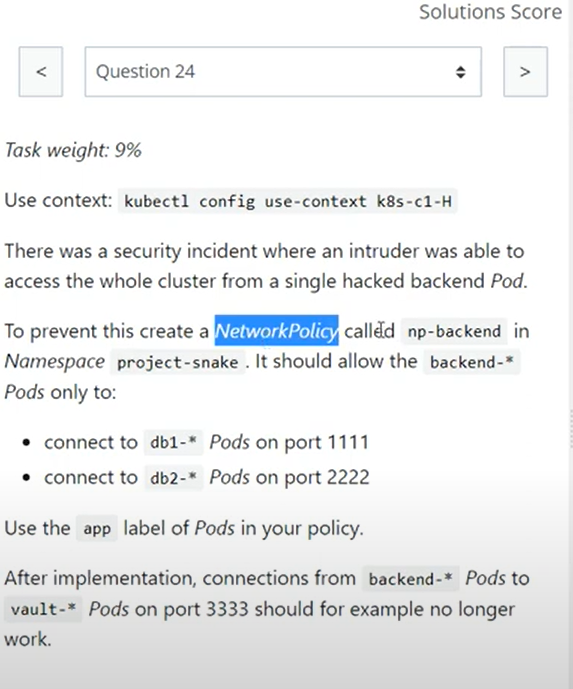 Solutions Score
<
Question 24
>
Task weight: 9%
Use context: kubectl config use-context k8s-c1-H
There was a security incident where an intruder was able to
access the whole cluster from a single hacked backend Pod.
To prevent this create a NetworkPolicy called np-backend in
Namespace project-snake . It should allow the backend-*
Pods only to:
• connect to db1-* Pods on port 1111
• connect to db2-* Pods on port 2222
Use the app label of Pods in your policy.
After implementation, connections from backend-* Pods to
vault-* Pods on port 3333 should for example no longer
work.